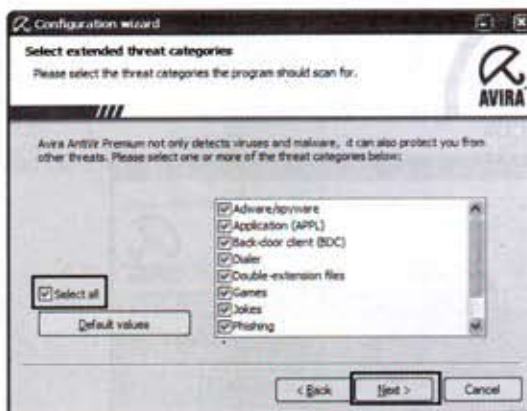 Configuration wizard
Select extended threat categories
Please select the threat categories the program should scan for.
AVIRA
Avira AntiVir Premium not only detects viruses and malware, it can also protect you from
other threats. Please select one or more of the threat categories below:
Adware/spyware
Application (APPL)
Back-door client (BDC)
Dialer
Double-extension files
Games
Jokes
Phishing
Select all
Default values
< Back
Next >
Cancel